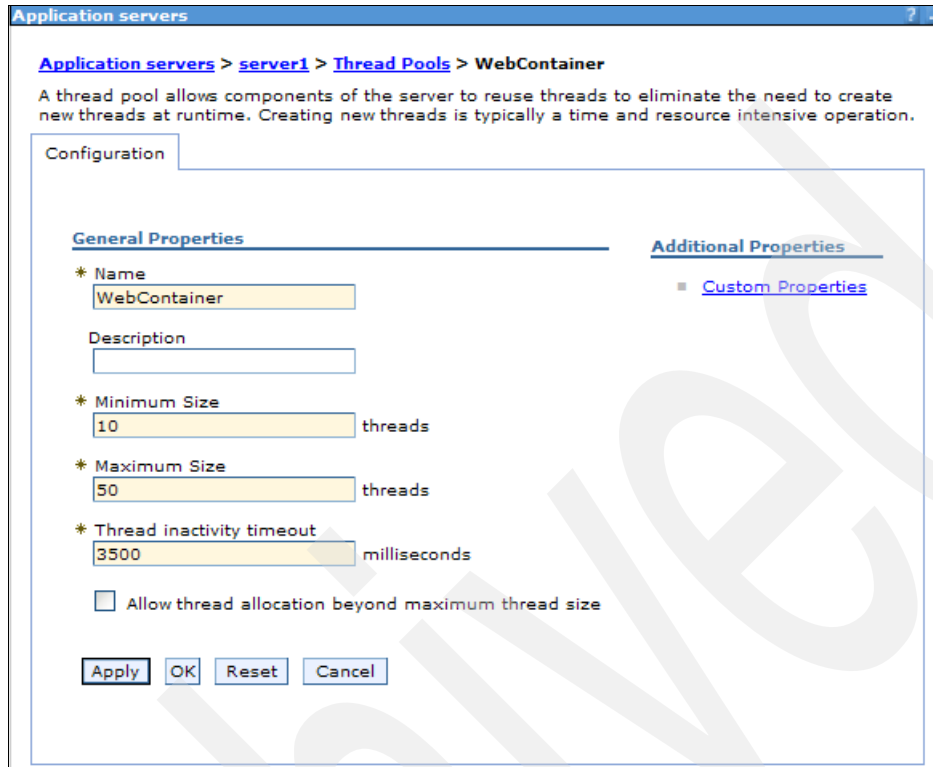 Application servers ? -
Application servers > server1 > Thread Pools > WebContainer
A thread pool allows components of the server to reuse threads to eliminate the need to create
new threads at runtime. Creating new threads is typically a time and resource intensive operation.
Configuration
General Properties
* Name
WebContainer
Description
* Minimum Size
10 threads
* Maximum Size
50 threads
* Thread inactivity timeout
3500 milliseconds
Allow thread allocation beyond maximum thread size
Apply OK Reset Cancel
Additional Properties
Custom Properties